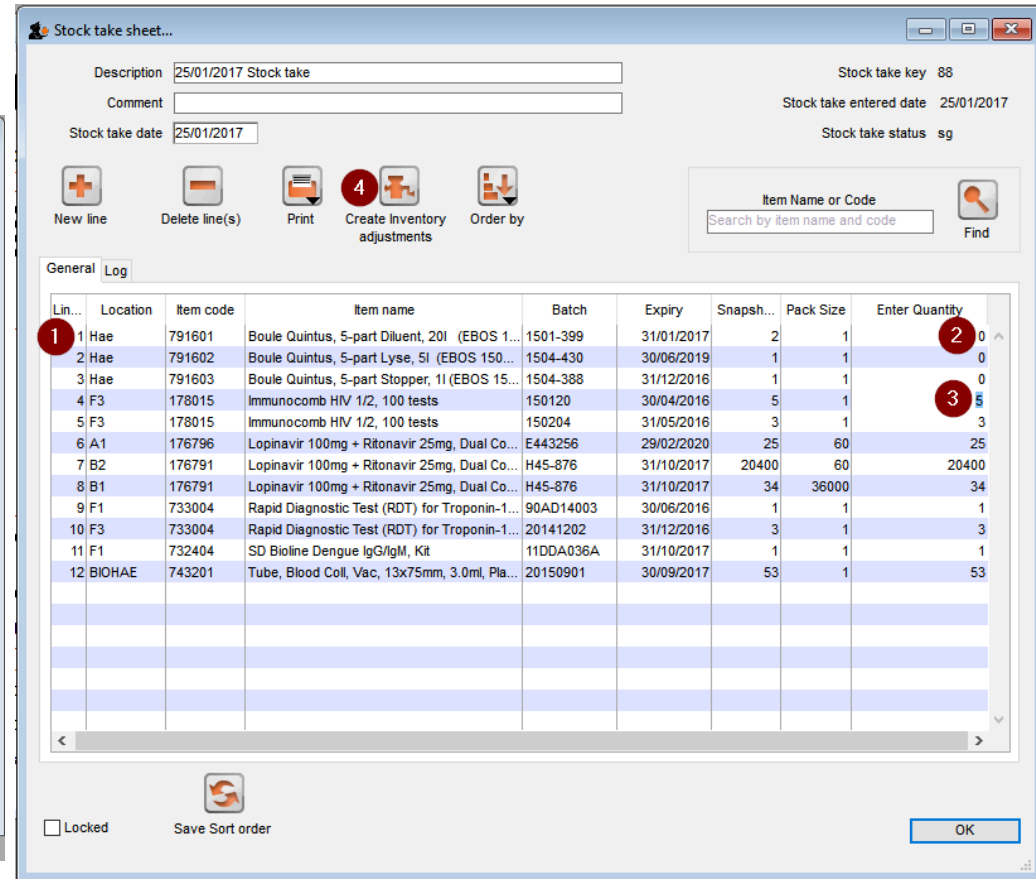 Stock take sheet...
Description 25/01/2017 Stock take Stock take key 88
Comment Stock take entered date 25/01/2017
Stock take date 25/01/2017 Stock take status sg
4
New line Delete line(s) Print Create Inventory adjustments Order by
Item Name or Code
Search by item name and code
Find
General Log
Lin... Location Item code Item name Batch Expiry Snapsh... Pack Size Enter Quantity
1 1 Hae 791601 Boule Quintus, 5-part Diluent, 20l (EBOS 1... 1501-399 31/01/2017 2 1 2 0
2 Hae 791602 Boule Quintus, 5-part Lyse, 5l (EBOS 150... 1504-430 30/06/2019 1 1 0
3 Hae 791603 Boule Quintus, 5-part Stopper, 1l (EBOS 15... 1504-388 31/12/2016 1 1 0
4 F3 178015 Immunocomb HIV 1/2, 100 tests 150120 30/04/2016 5 1 3 5
5 F3 178015 Immunocomb HIV 1/2, 100 tests 150204 31/05/2016 3 1 3
6 A1 176796 Lopinavir 100mg + Ritonavir 25mg, Dual Co... E443256 29/02/2020 25 60 25
7 B2 176791 Lopinavir 100mg + Ritonavir 25mg, Dual Co... H45-876 31/10/2017 20400 60 20400
8 B1 176791 Lopinavir 100mg + Ritonavir 25mg, Dual Co... H45-876 31/10/2017 34 36000 34
9 F1 733004 Rapid Diagnostic Test (RDT) for Troponin-1... 90AD14003 30/06/2016 1 1 1
10 F3 733004 Rapid Diagnostic Test (RDT) for Troponin-1... 20141202 31/12/2016 3 1 3
11 F1 732404 SD Bioline Dengue IgG/IgM, Kit 11DDA036A 31/10/2017 1 1 1
12 BIOHAE 743201 Tube, Blood Coll, Vac, 13x75mm, 3.0ml, Pla... 20150901 30/09/2017 53 1 53
Locked Save Sort order OK